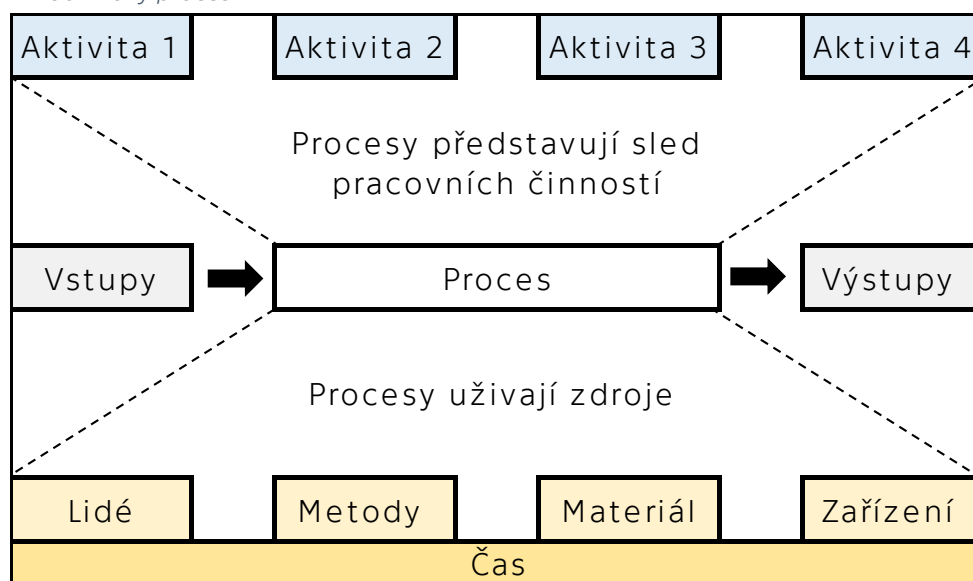 Aktivita 1
Aktivita 2
Aktivita 3
Aktivita 4
Procesy představují sled
pracovních činností
Vstupy
Proces
Výstupy
Procesy uživají zdroje
Lidé
Metody
Materiál
Zařízení
Čas